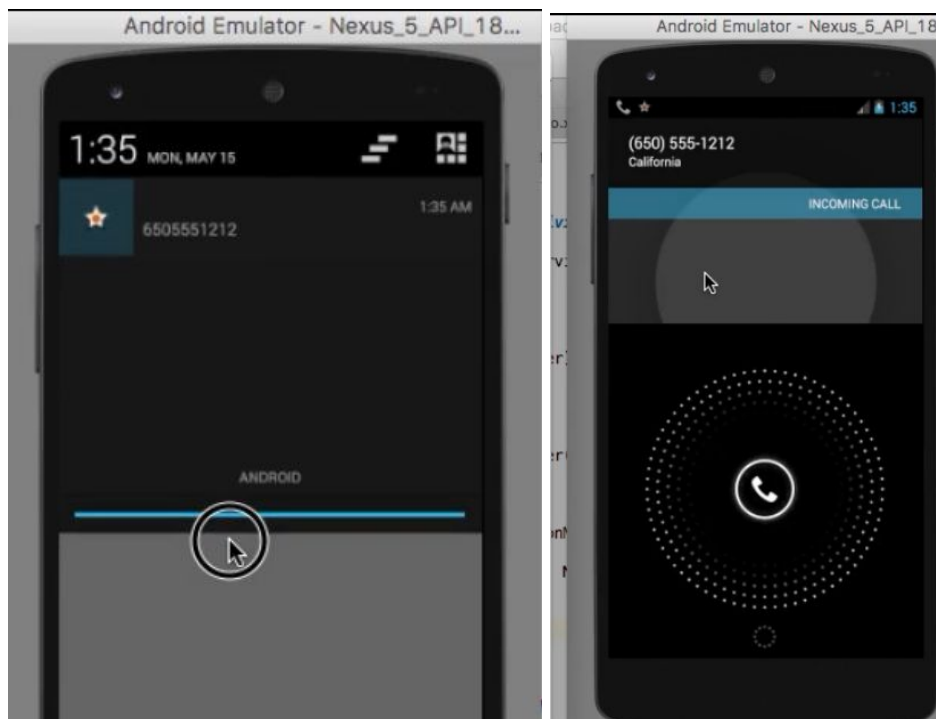 Android Emulator - Nexus_5_API_18...
1:35 MON, MAY 15
1:35 AM
6505551212
ANDROID
Android Emulator - Nexus_5_API_18
1:35
(650) 555-1212
California
INCOMING CALL